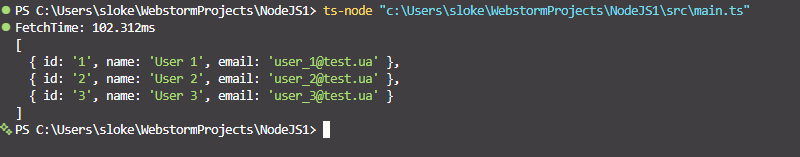 PS C:\Users\sloke\WebstormProjects\NodeJS1> ts-node "c:\Users\sloke\WebstormProjects\NodeJS1\src\main.ts"
FetchTime: 102.312ms
[
  { id: '1', name: 'User 1', email: 'user_1@test.ua' },
  { id: '2', name: 'User 2', email: 'user_2@test.ua' },
  { id: '3', name: 'User 3', email: 'user_3@test.ua' }
]
PS C:\Users\sloke\WebstormProjects\NodeJS1>